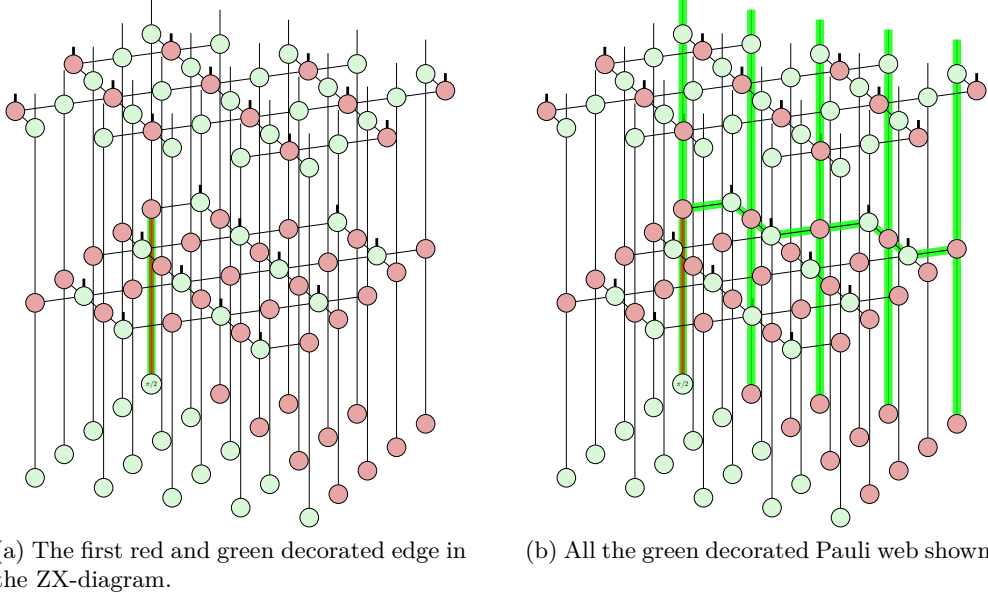 π/2
π/2
(a) The first red and green decorated edge in
the ZX-diagram.
(b) All the green decorated Pauli web shown